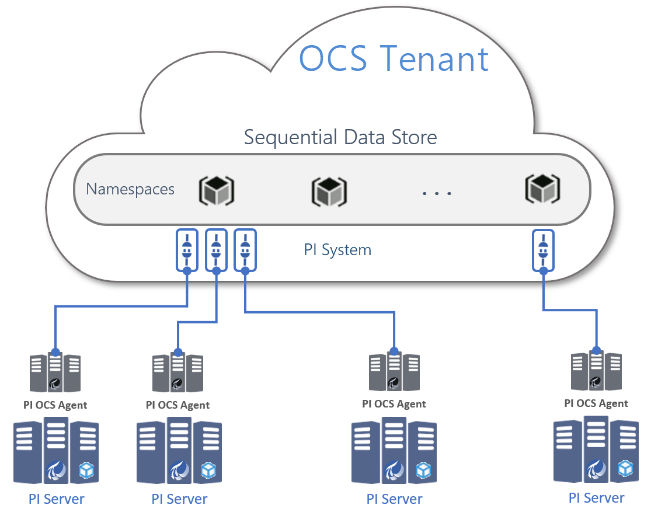 OCS Tenant
Sequential Data Store
Namespaces
. . .
PI System
PI OCS Agent
PI OCS Agent
PI OCS Agent
PI OCS Agent
PI Server
PI Server
PI Server
PI Server